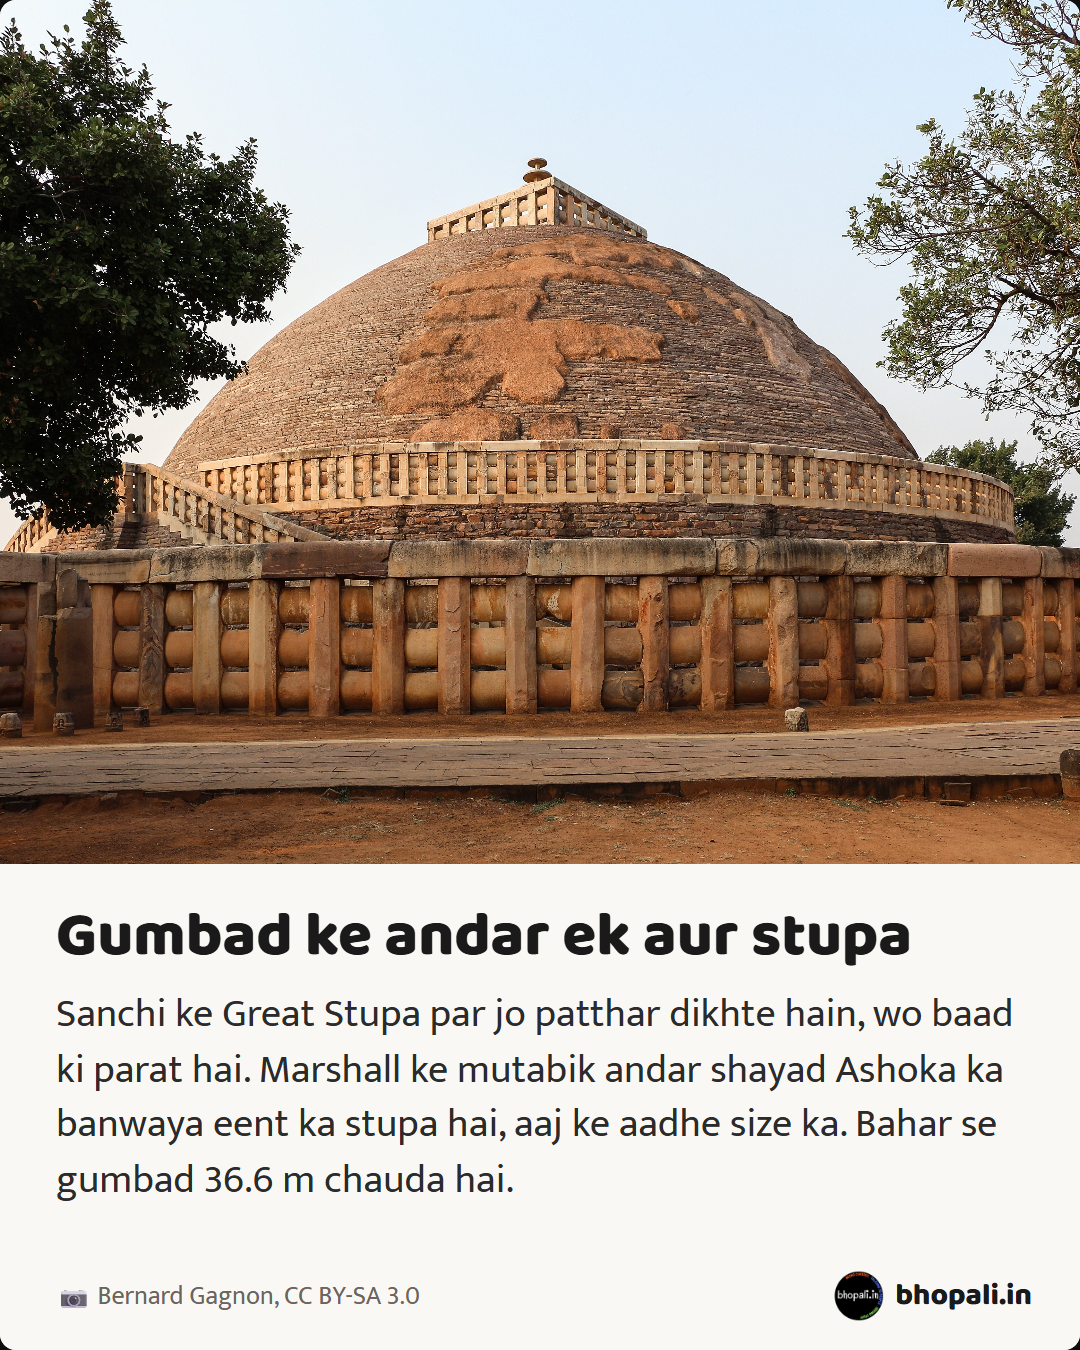 Gumbad ke andar ek aur stupa
Sanchi ke Great Stupa par jo patthar dikhte hain, wo baad
ki parat hai. Marshall ke mutabik andar shayad Ashoka ka
banwaya eent ka stupa hai, aaj ke aadhe size ka. Bahar se
gumbad 36.6 m chauda hai.
Bernard Gagnon, CC BY-SA 3.0
bhopali.in
bhopali.in